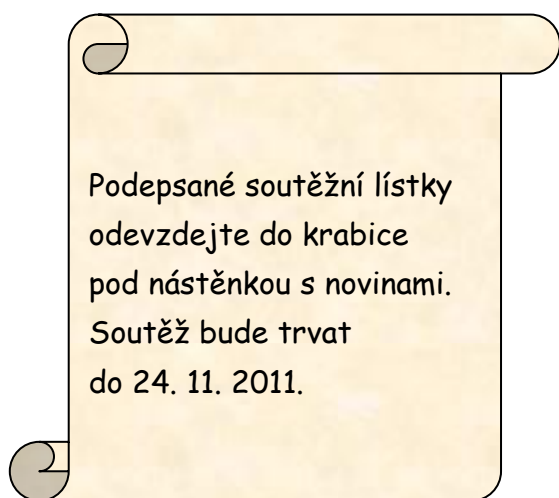 Podepsané soutěžní lístky
odevzdejte do krabice
pod nástěnkou s novinami.
Soutěž bude trvat
do 24. 11. 2011.